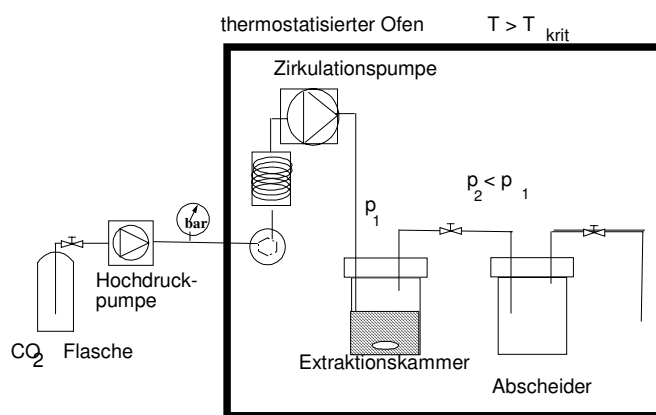 thermostatisierter Ofen T > T krit
Zirkulationspumpe
p2 < p1
p1
bar
Hochdruck-
pumpe
CO2 Flasche
Extraktionskammer
Abscheider